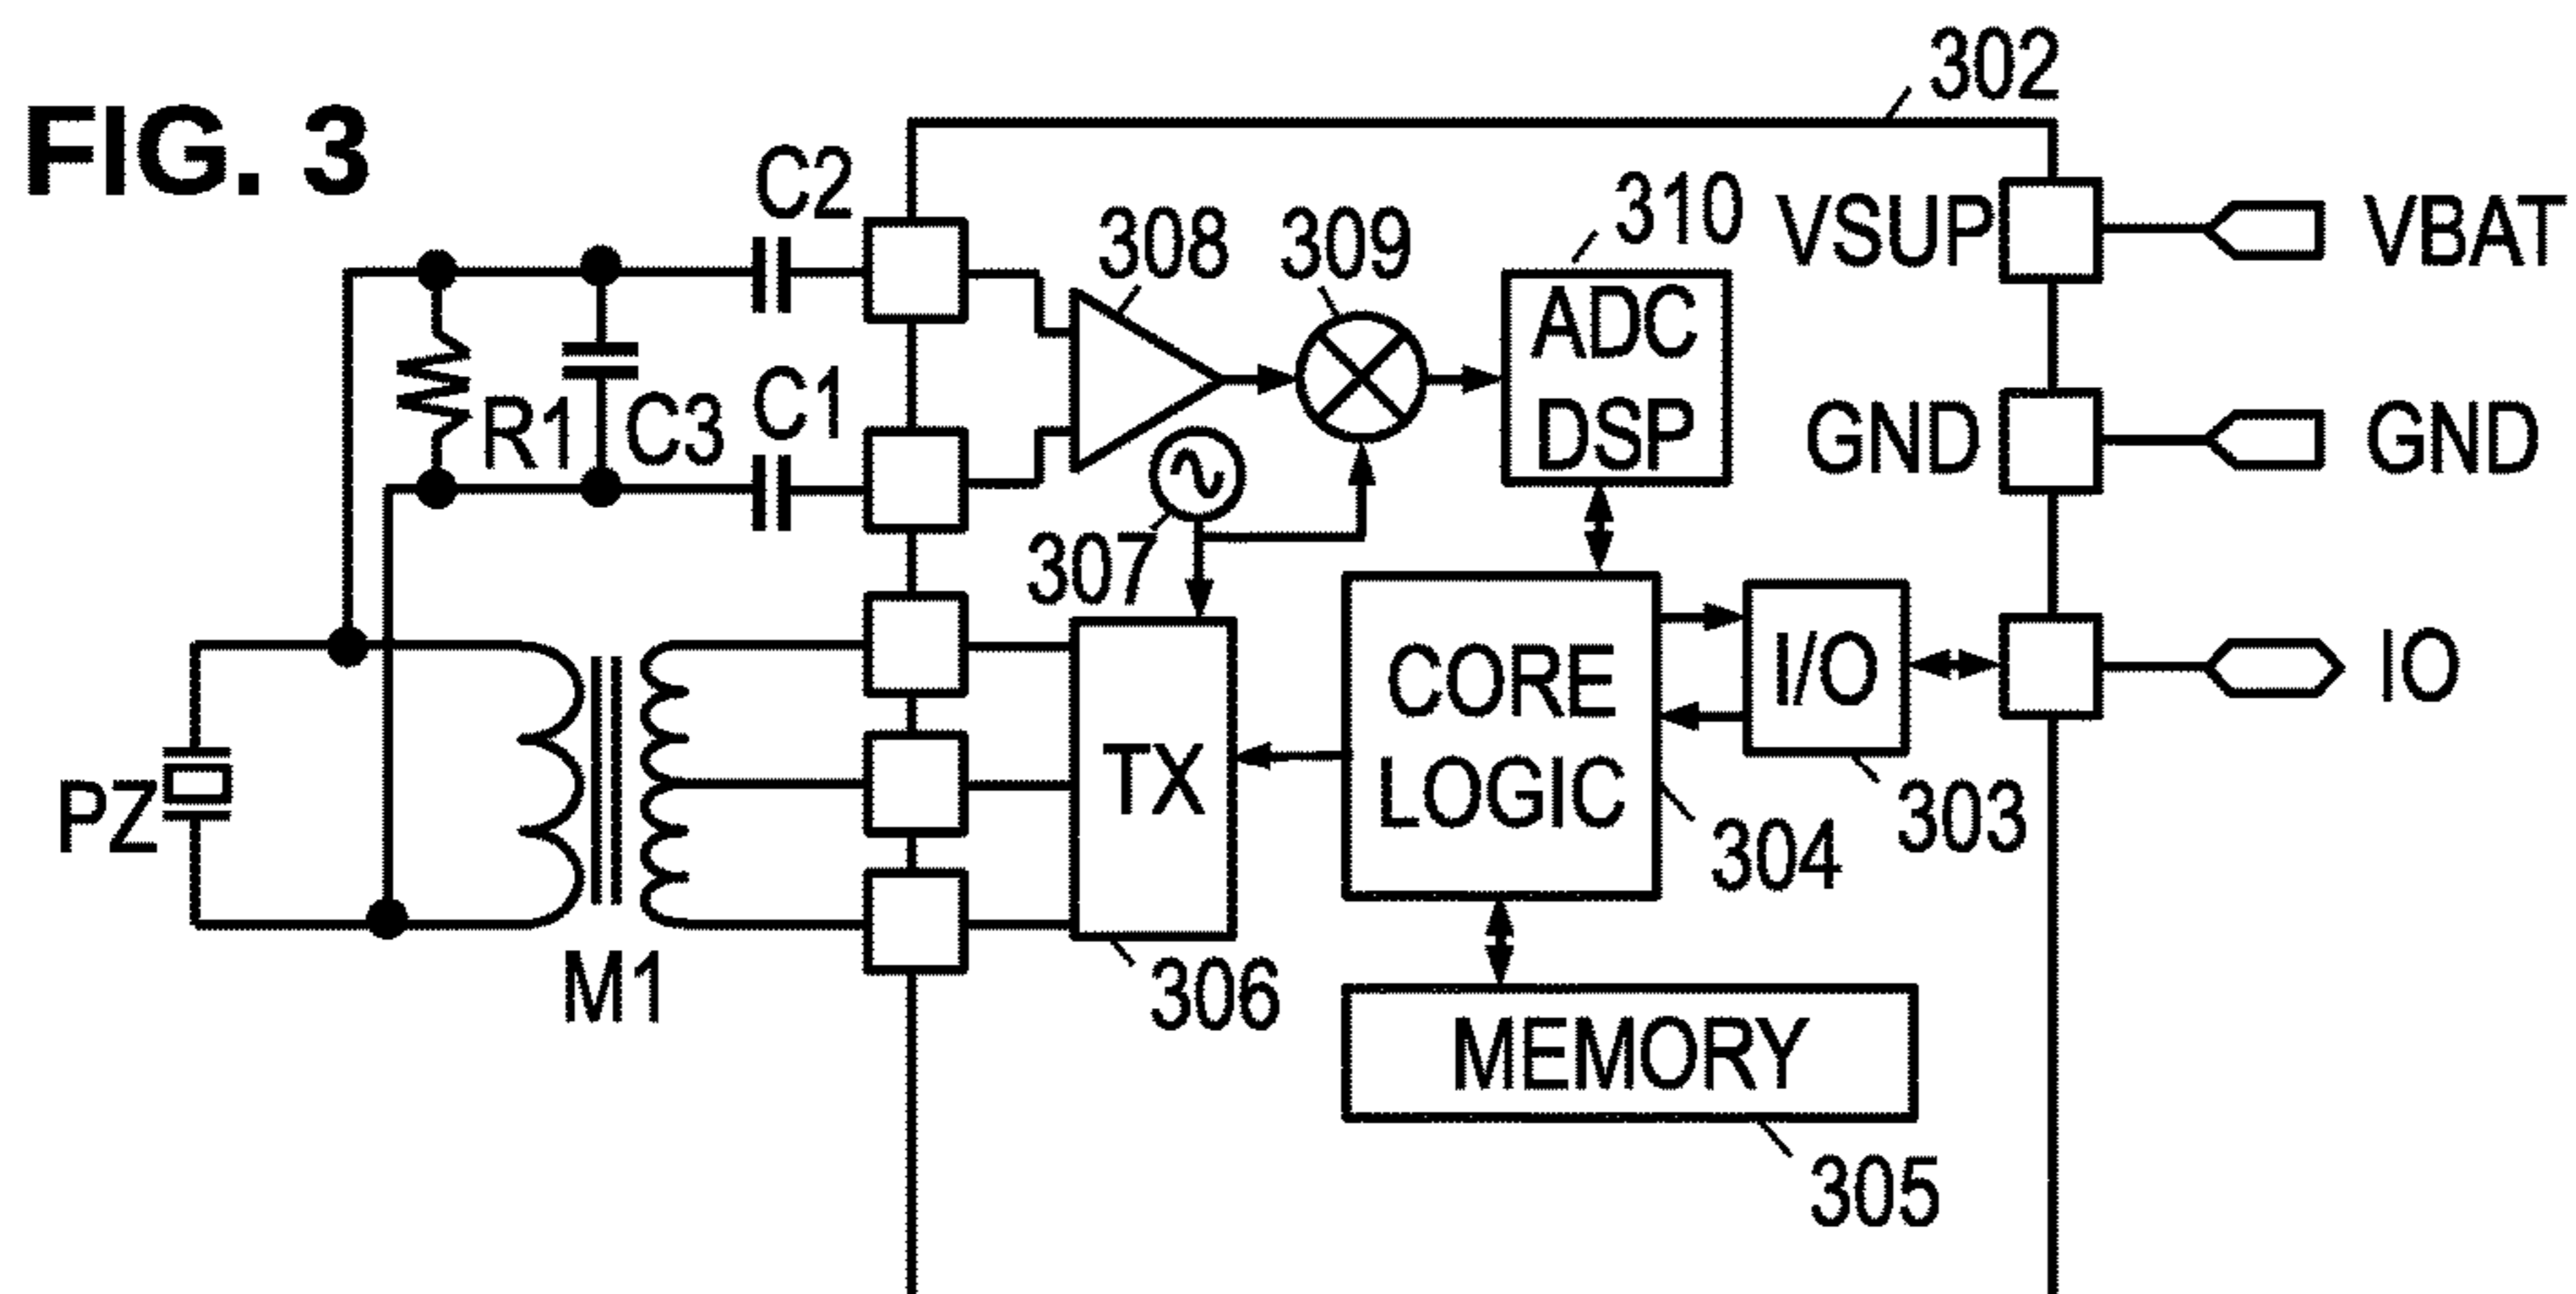 FIG. 3
302
C2
308
309
310
VSUP
VBAT
ADC
DSP
R1
C3
C1
GND
GND
307
TX
CORE
LOGIC
I/O
IO
PZ
304
303
M1
306
MEMORY
305